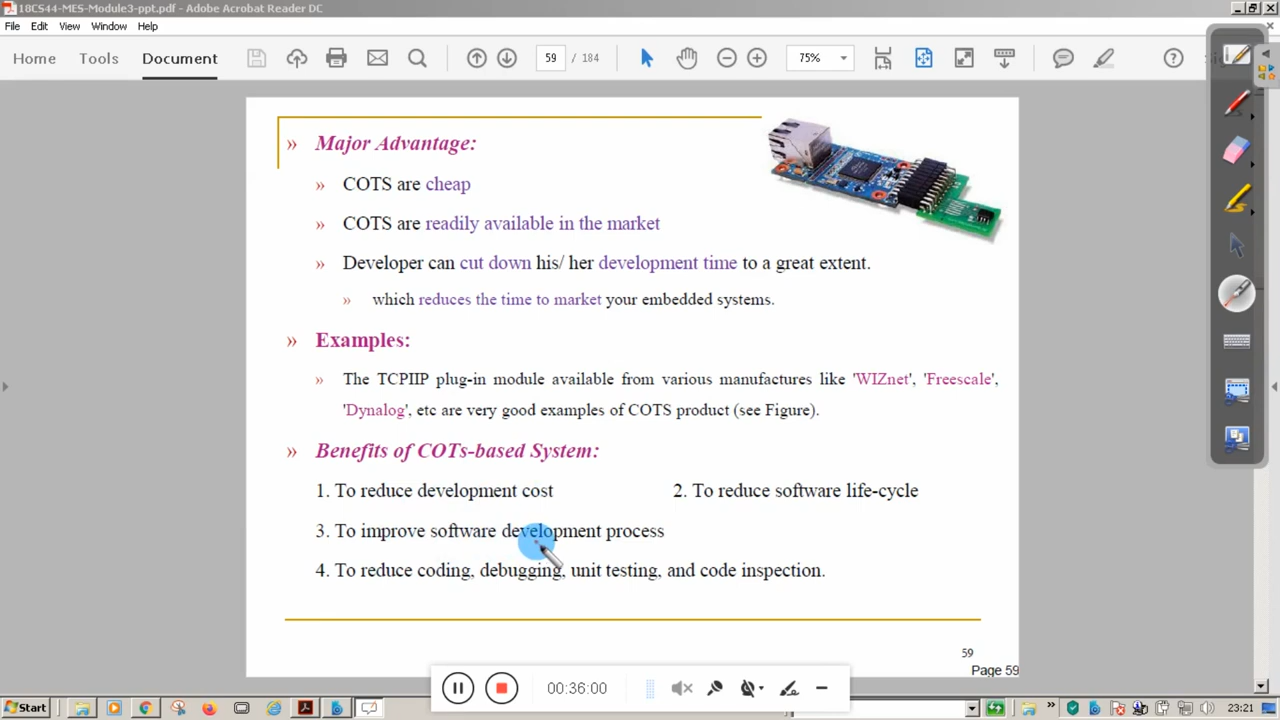 18CS44-MES-Module3-ppt.pdf - Adobe Acrobat Reader DC
File Edit View Window Help
Home Tools Document 59 / 184 75%
» Major Advantage:
» COTS are cheap
» COTS are readily available in the market
» Developer can cut down his/ her development time to a great extent.
» which reduces the time to market your embedded systems.
» Examples:
» The TCPIIP plug-in module available from various manufactures like 'WIZnet', 'Freescale',
'Dynalog', etc are very good examples of COTS product (see Figure).
» Benefits of COTs-based System:
1. To reduce development cost 2. To reduce software life-cycle
3. To improve software development process
4. To reduce coding, debugging, unit testing, and code inspection.
59
Page 59
00:36:00
Start 23:21